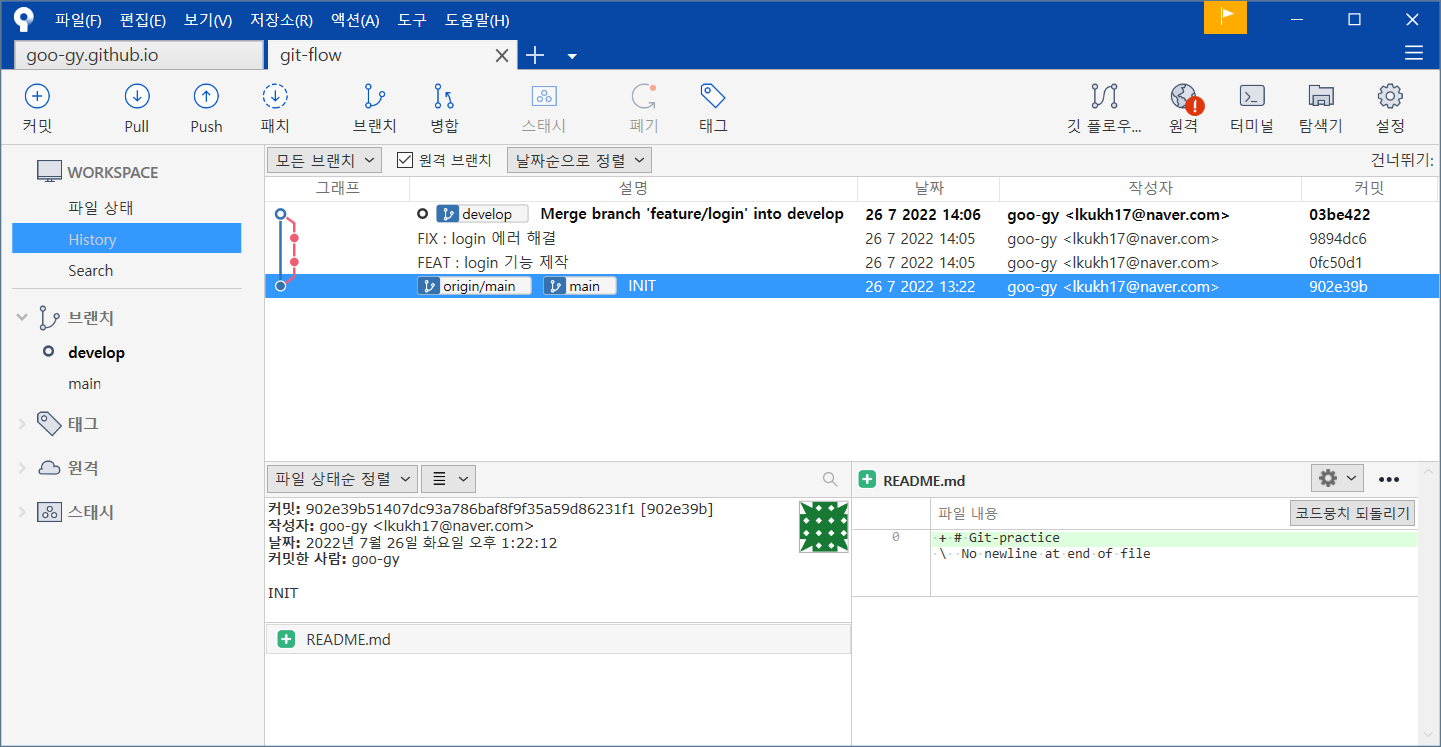 파일(F) 편집(E) 보기(V) 저장소(R) 액션(A) 도구 도움말(H)
goo-gy.github.io git-flow
커밋 Pull Push 패치 브랜치 병합 스태시 폐기 태그 깃 플로우... 원격 터미널 탐색기 설정
WORKSPACE
파일 상태
History
Search
브랜치
develop
main
태그
원격
스태시
모든 브랜치 원격 브랜치 날짜순으로 정렬 건너뛰기:
그래프 설명 날짜 작성자 커밋
develop Merge branch 'feature/login' into develop 26 7 2022 14:06 goo-gy <lkukh17@naver.com> 03be422
FIX : login 에러 해결 26 7 2022 14:05 goo-gy <lkukh17@naver.com> 9894dc6
FEAT : login 기능 제작 26 7 2022 14:05 goo-gy <lkukh17@naver.com> 0fc50d1
origin/main main INIT 26 7 2022 13:22 goo-gy <lkukh17@naver.com> 902e39b
파일 상태순 정렬
커밋: 902e39b51407dc93a786baf8f9f35a59d86231f1 [902e39b]
작성자: goo-gy <lkukh17@naver.com>
날짜: 2022년 7월 26일 화요일 오후 1:22:12
커밋한 사람: goo-gy
INIT
README.md
README.md
파일 내용 코드뭉치 되돌리기
0 + # Git-practice
\ No newline at end of file